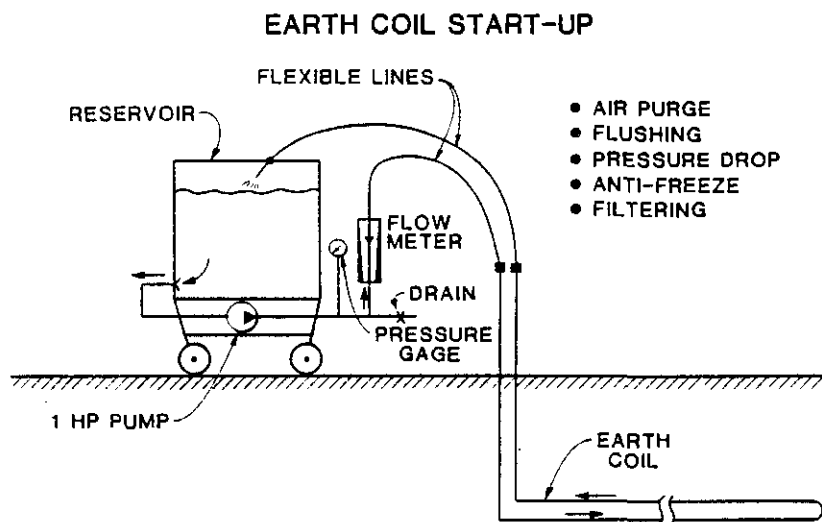 EARTH COIL START-UP
FLEXIBLE LINES
RESERVOIR
● AIR PURGE
● FLUSHING
● PRESSURE DROP
● ANTI-FREEZE
● FILTERING
FLOW
METER
DRAIN
PRESSURE
GAGE
1 HP PUMP
EARTH
COIL